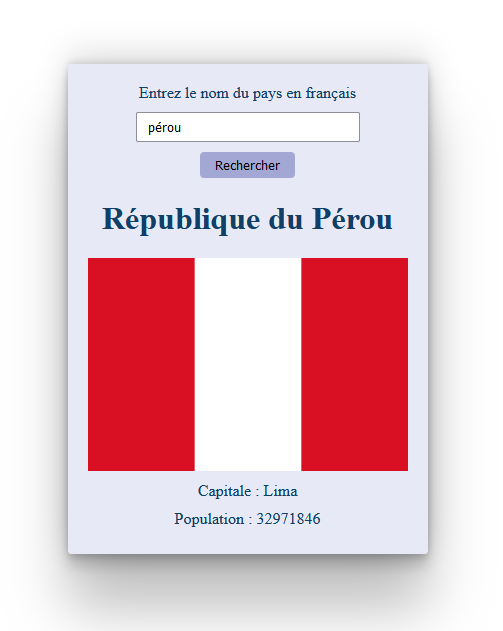 Entrez le nom du pays en français
pérou
Rechercher
République du Pérou
Capitale : Lima
Population : 32971846